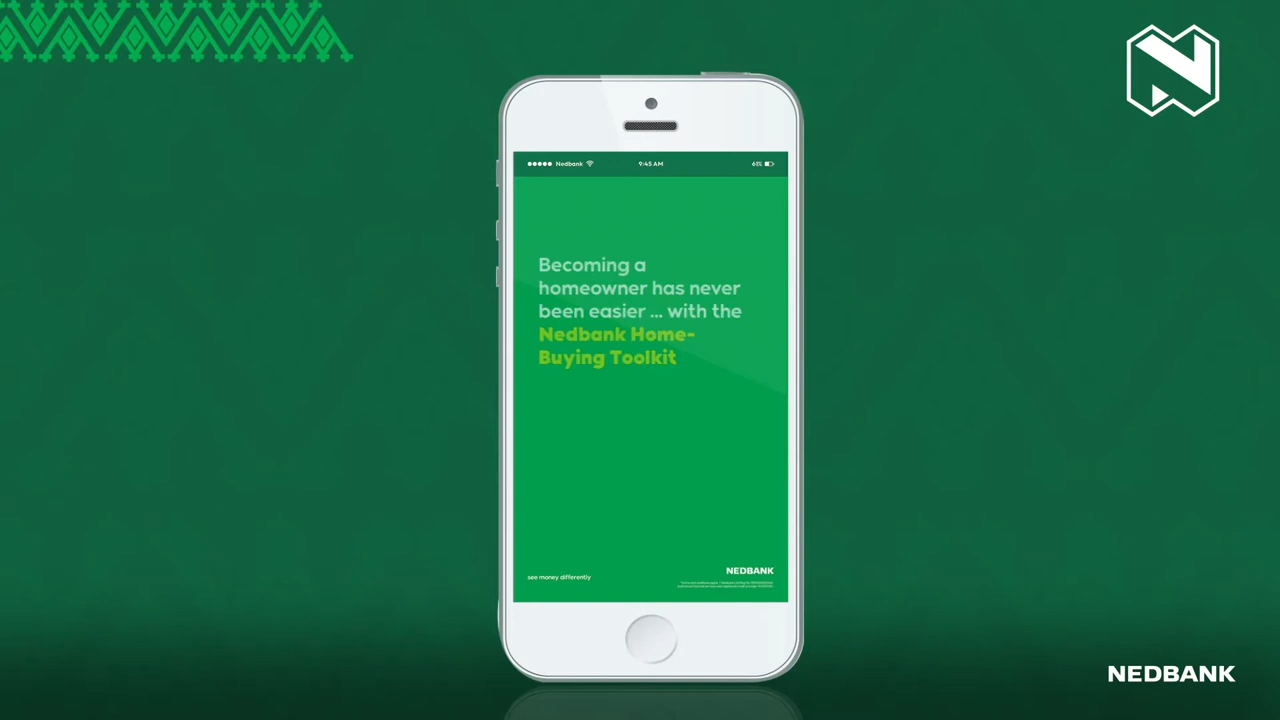 Nedbank
9:45 AM
61%
Becoming a
homeowner has never
been easier ... with the
Nedbank Home-
Buying Toolkit
see money differently
NEDBANK
NEDBANK